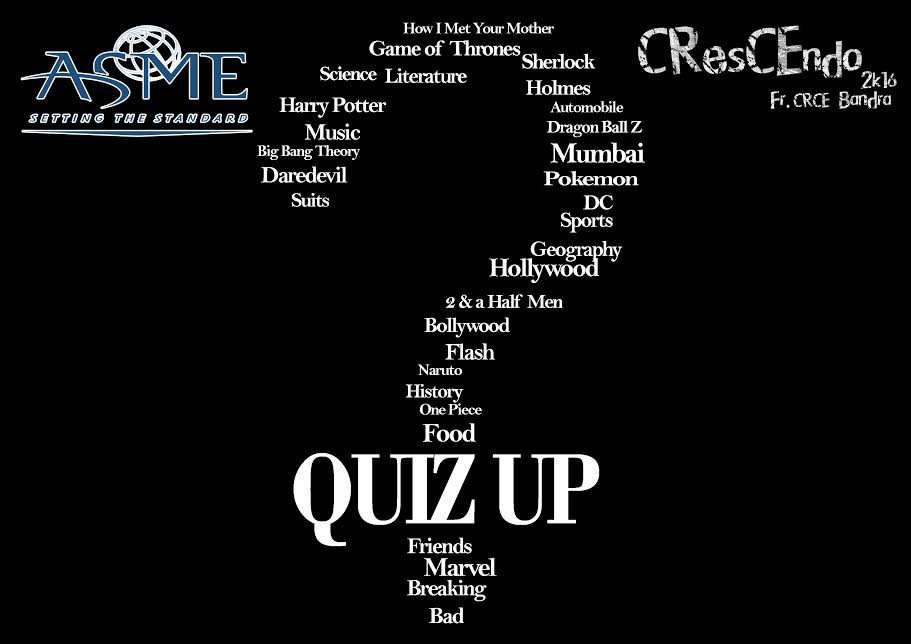 ASME
SETTING THE STANDARD
CResCEndo
2k16
Fr. CRCE Bandra
How I Met Your Mother
Game of Thrones
Sherlock
Science Literature
Holmes
Harry Potter
Automobile
Music
Dragon Ball Z
Big Bang Theory
Mumbai
Daredevil
Pokemon
Suits
DC
Sports
Geography
Hollywood
2 & a Half Men
Bollywood
Flash
Naruto
History
One Piece
Food
QUIZ UP
Friends
Marvel
Breaking
Bad